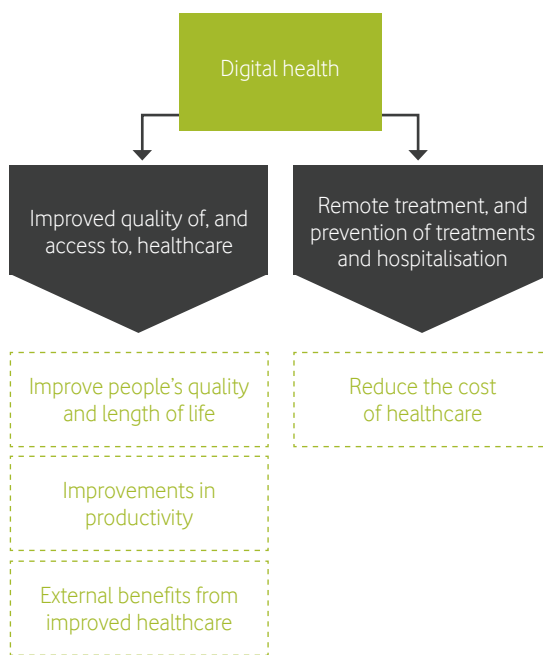 Digital health
Improved quality of, and
access to, healthcare
Remote treatment, and
prevention of treatments
and hospitalisation
Improve people's quality
and length of life
Reduce the cost
of healthcare
Improvements in
productivity
External benefits from
improved healthcare